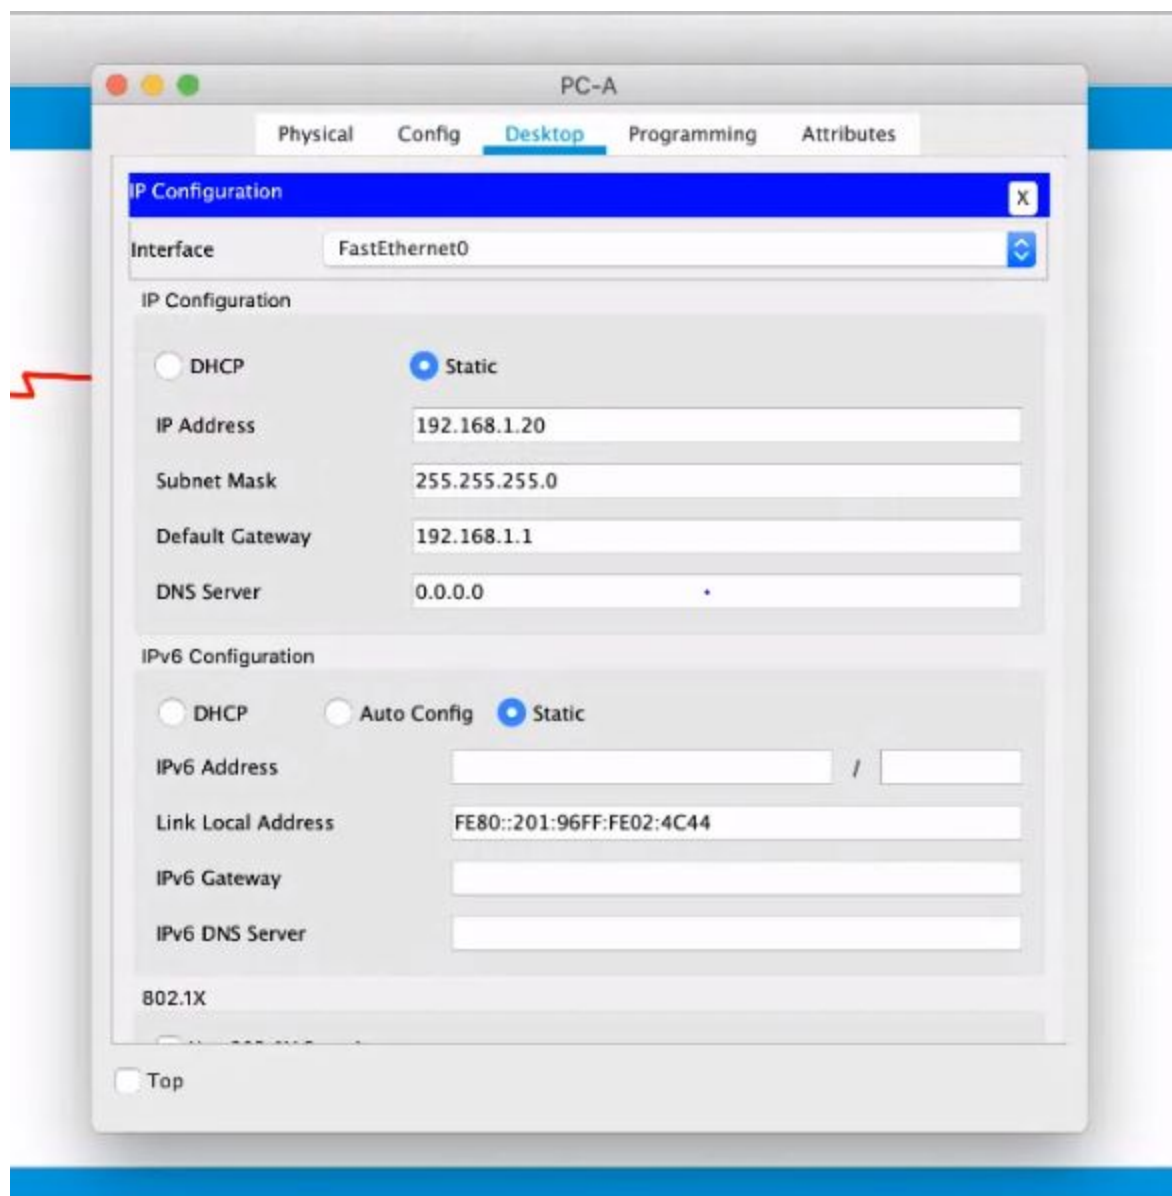 PC-A
Physical Config Desktop Programming Attributes
IP Configuration X
Interface FastEthernet0
IP Configuration
DHCP Static
IP Address 192.168.1.20
Subnet Mask 255.255.255.0
Default Gateway 192.168.1.1
DNS Server 0.0.0.0
IPv6 Configuration
DHCP Auto Config Static
IPv6 Address /
Link Local Address FE80::201:96FF:FE02:4C44
IPv6 Gateway
IPv6 DNS Server
802.1X
Top